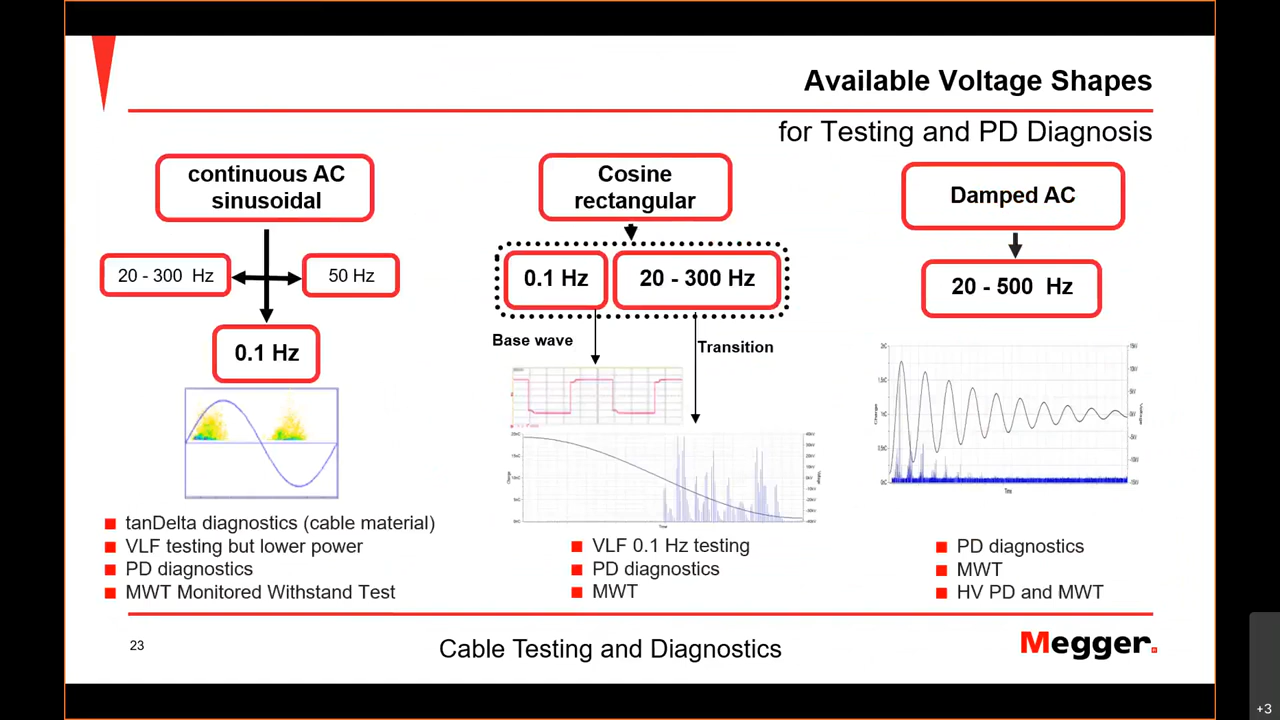 Available Voltage Shapes
for Testing and PD Diagnosis
continuous AC
sinusoidal
20 - 300 Hz
50 Hz
0.1 Hz
tanDelta diagnostics (cable material)
VLF testing but lower power
PD diagnostics
MWT Monitored Withstand Test
Cosine
rectangular
0.1 Hz
20 - 300 Hz
Base wave
Transition
Time
VLF 0.1 Hz testing
PD diagnostics
MWT
Damped AC
20 - 500 Hz
Time
PD diagnostics
MWT
HV PD and MWT
23
Cable Testing and Diagnostics
Megger.
+3